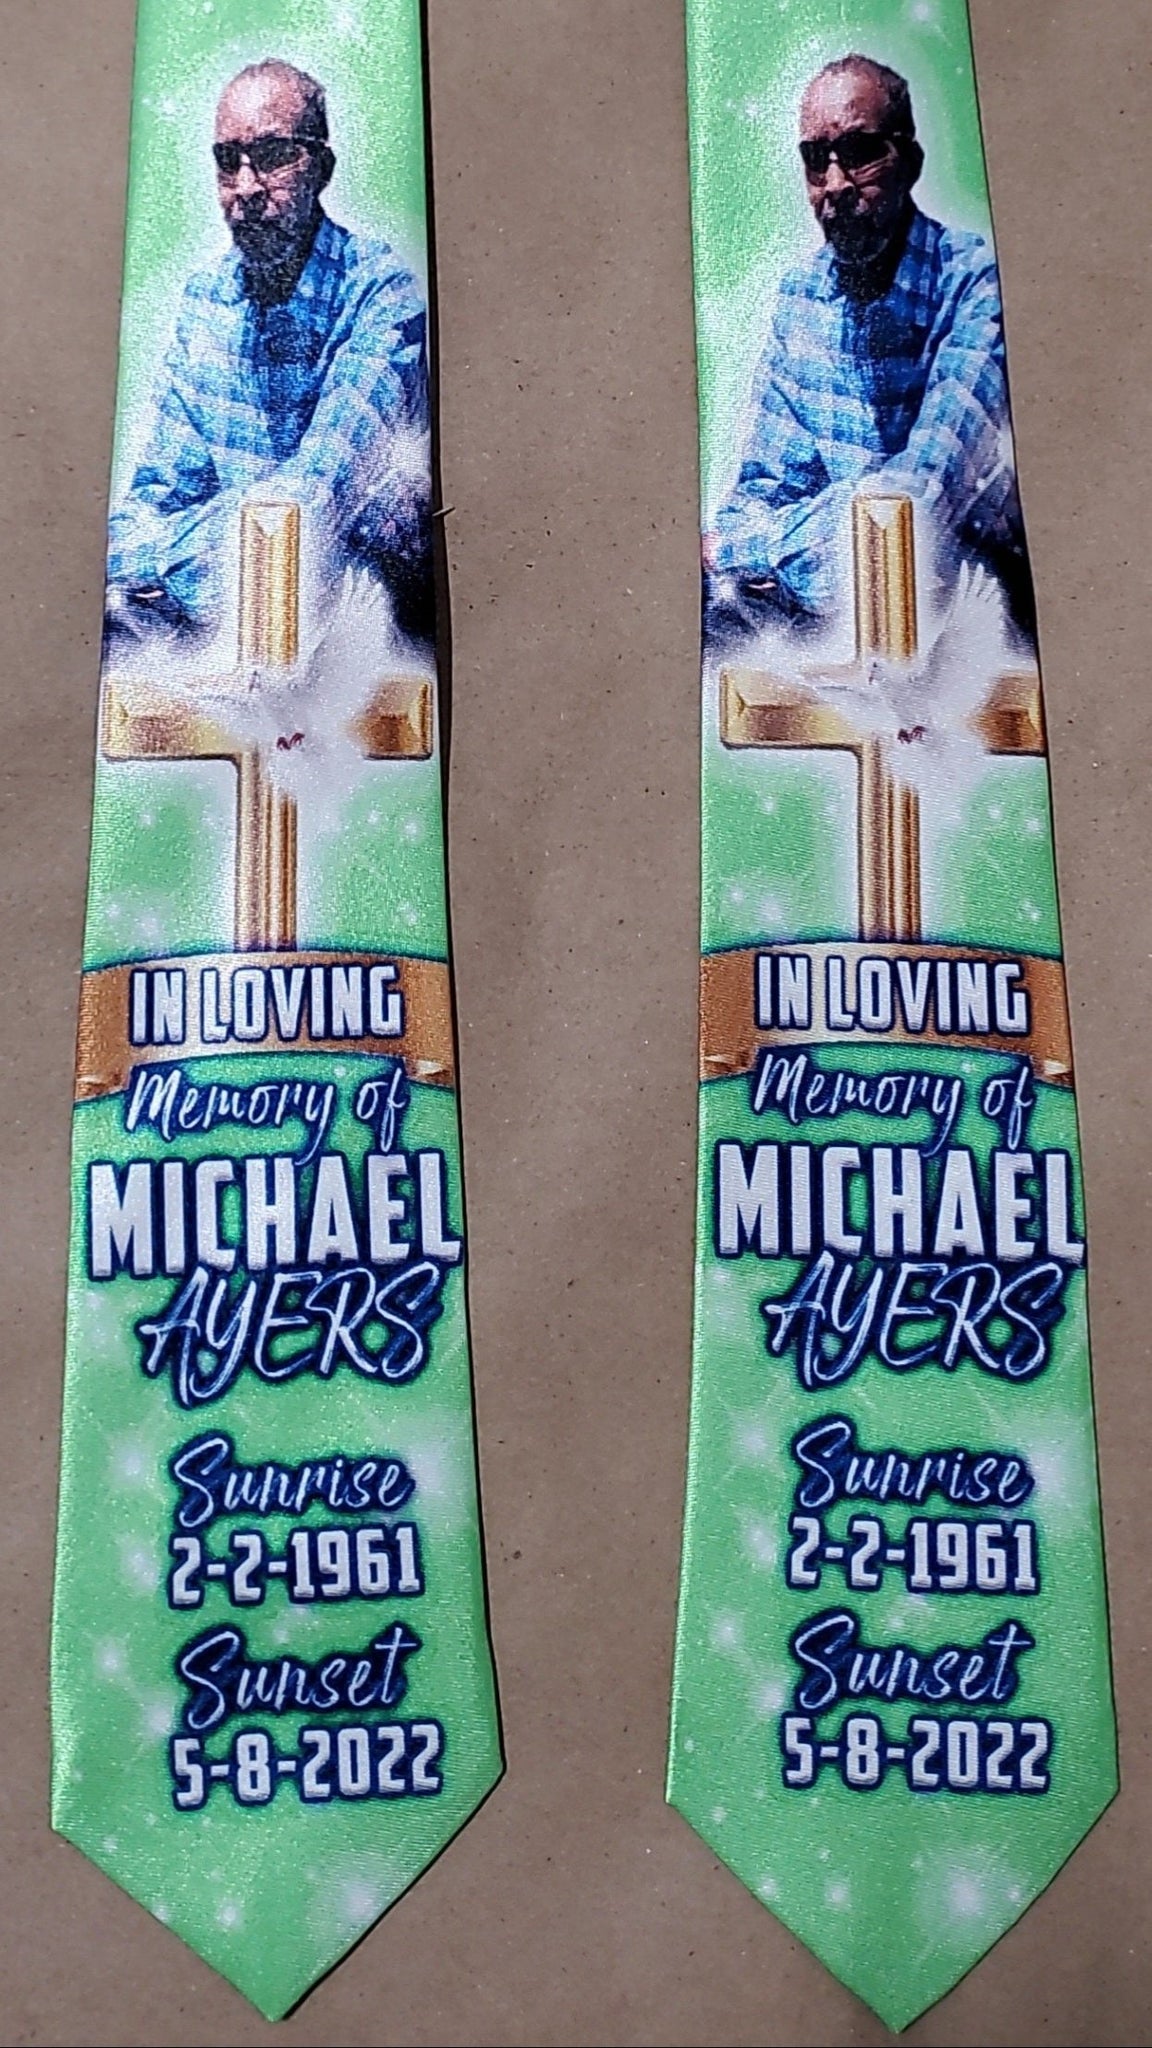 IN LOVING
Memory of
MICHAEL
AYERS
Sunrise
2-2-1961
Sunset
5-8-2022
IN LOVING
Memory of
MICHAEL
AYERS
Sunrise
2-2-1961
Sunset
5-8-2022